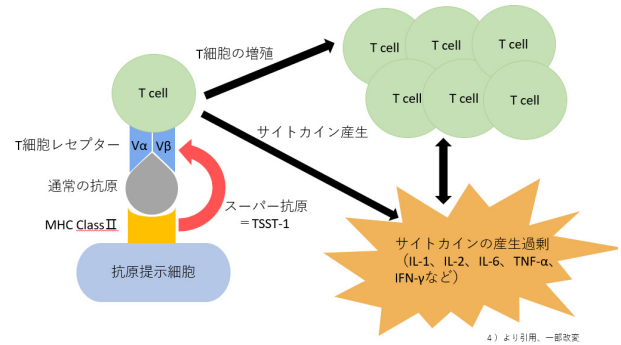 T細胞の増殖
T cell
T cell
T cell
T cell
T cell
T cell
T cell
サイトカイン産生
T細胞レセプター
Vα
Vβ
通常の抗原
スーパー抗原
＝TSST-1
MHC ClassⅡ
抗原提示細胞
サイトカインの産生過剰
（IL-1、IL-2、IL-6、TNF-α、
IFN-γなど）
4 ）より引用、一部改変